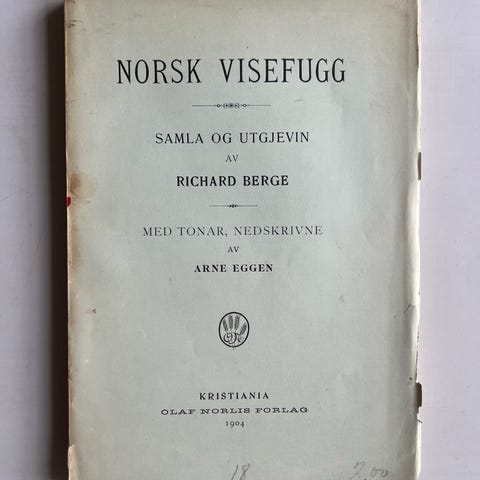 NORSK VISEFUGG
SAMLA OG UTGJEVIN
AV
RICHARD BERGE
MED TONAR, NEDSKRIVNE
AV
ARNE EGGEN
KRISTIANIA
OLAF NORLIS FORLAG
1904
18 2,00